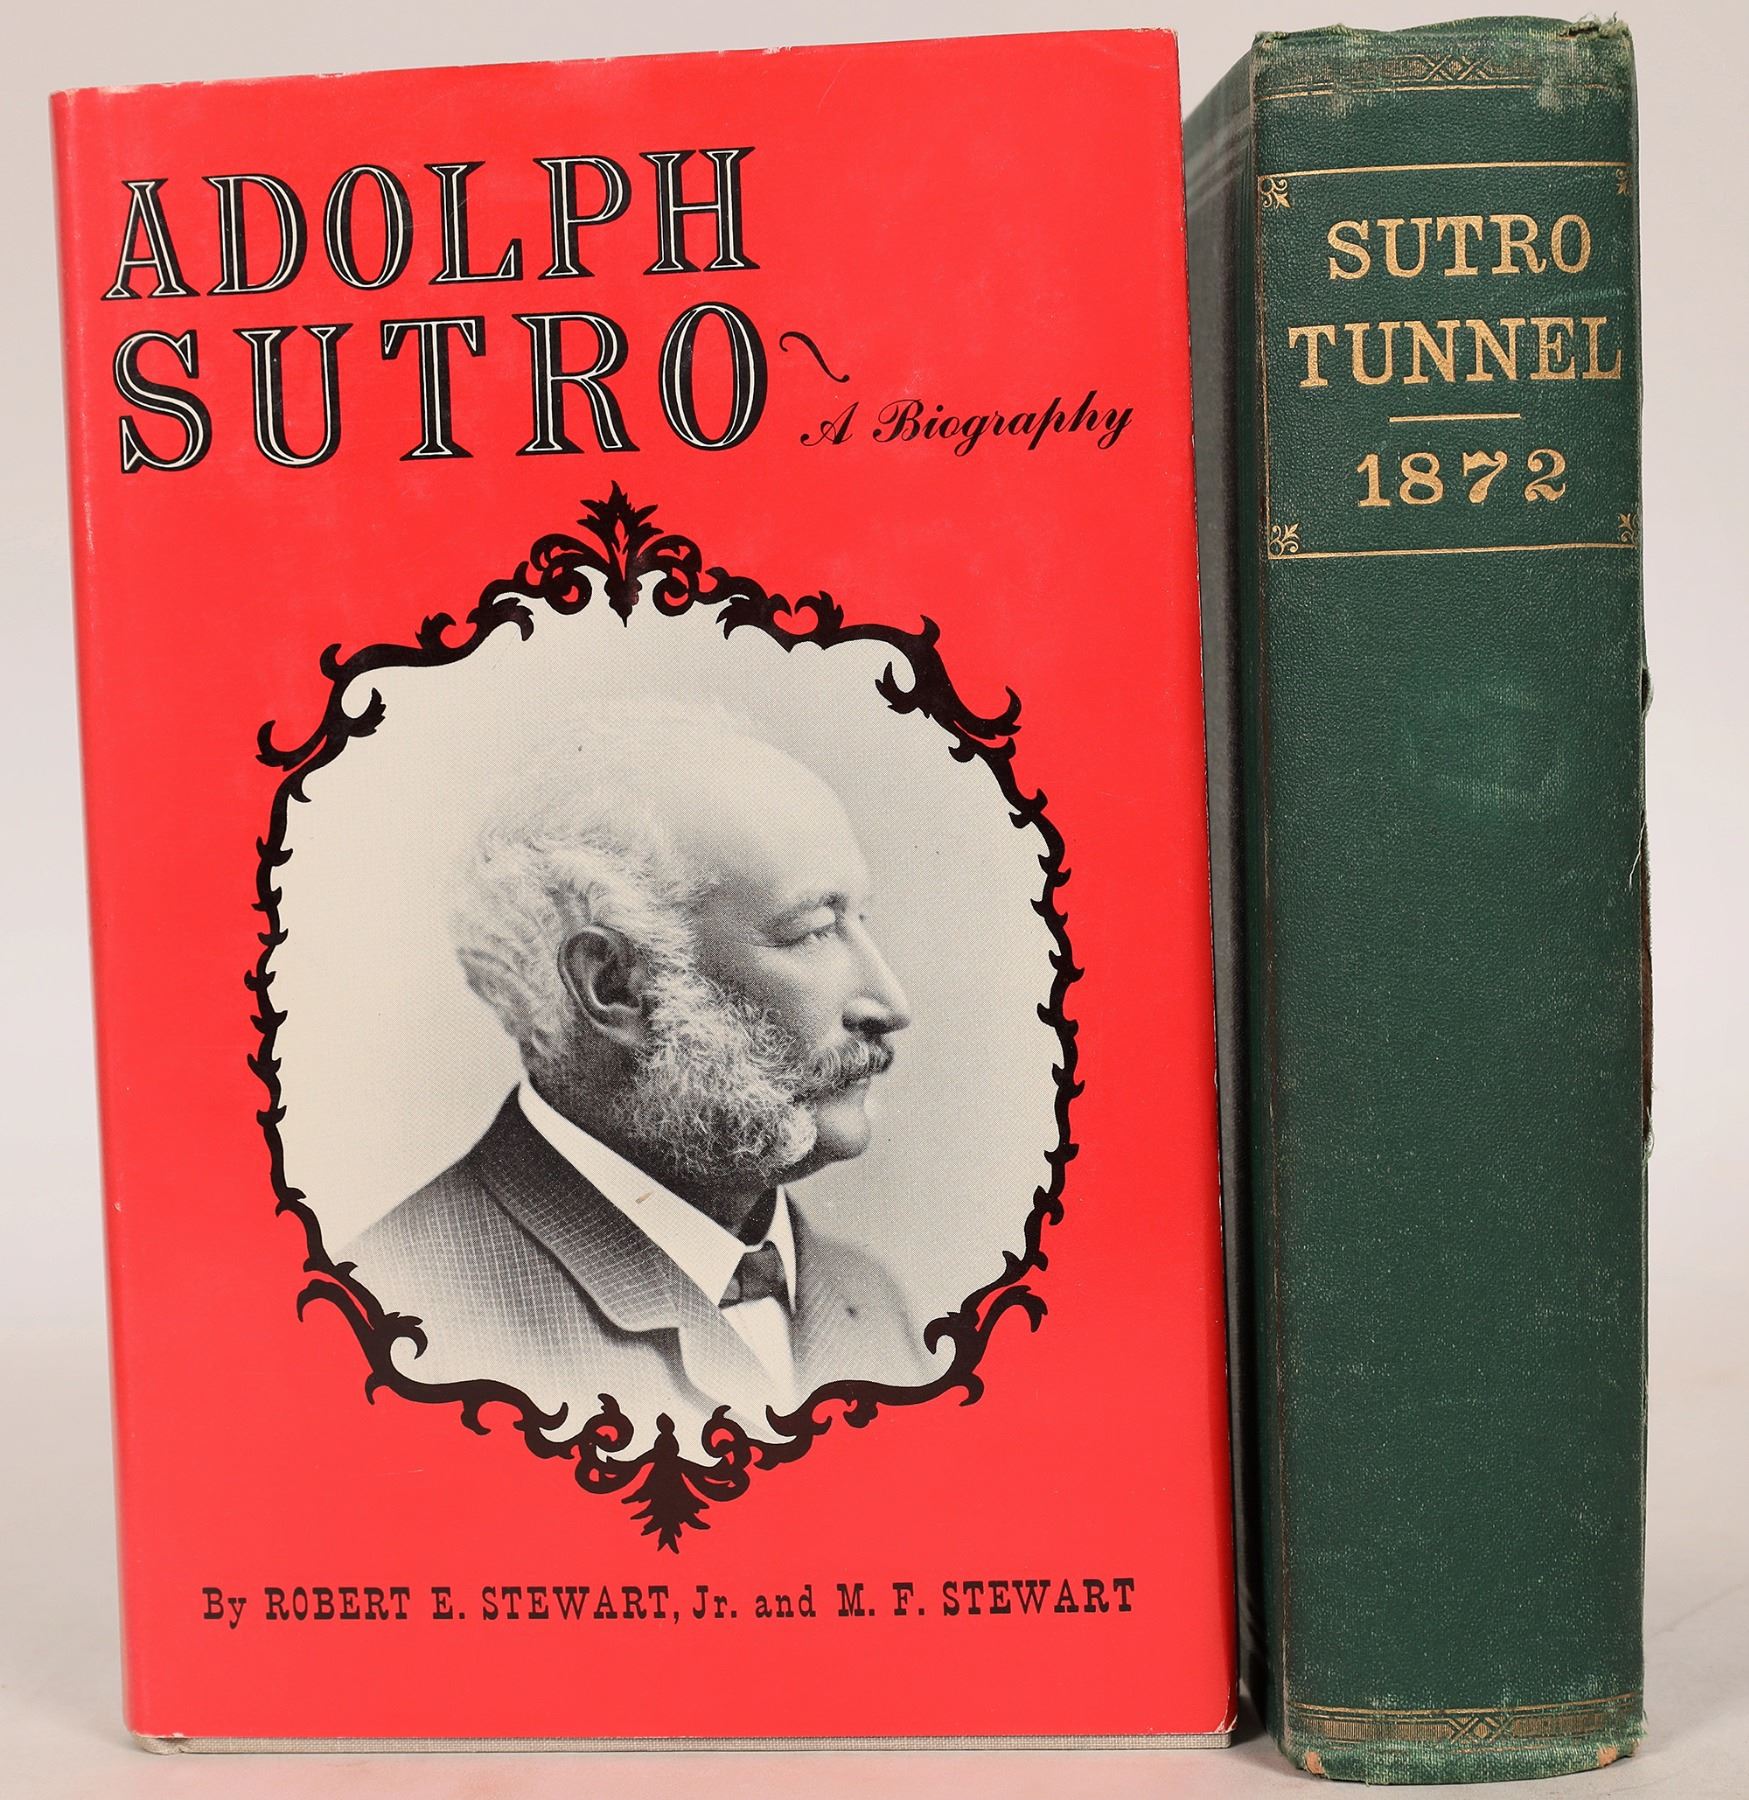 ADOLPH
SUTRO~
A Biography
By ROBERT E. STEWART, Jr. and M. F. STEWART
SUTRO
TUNNEL
1872